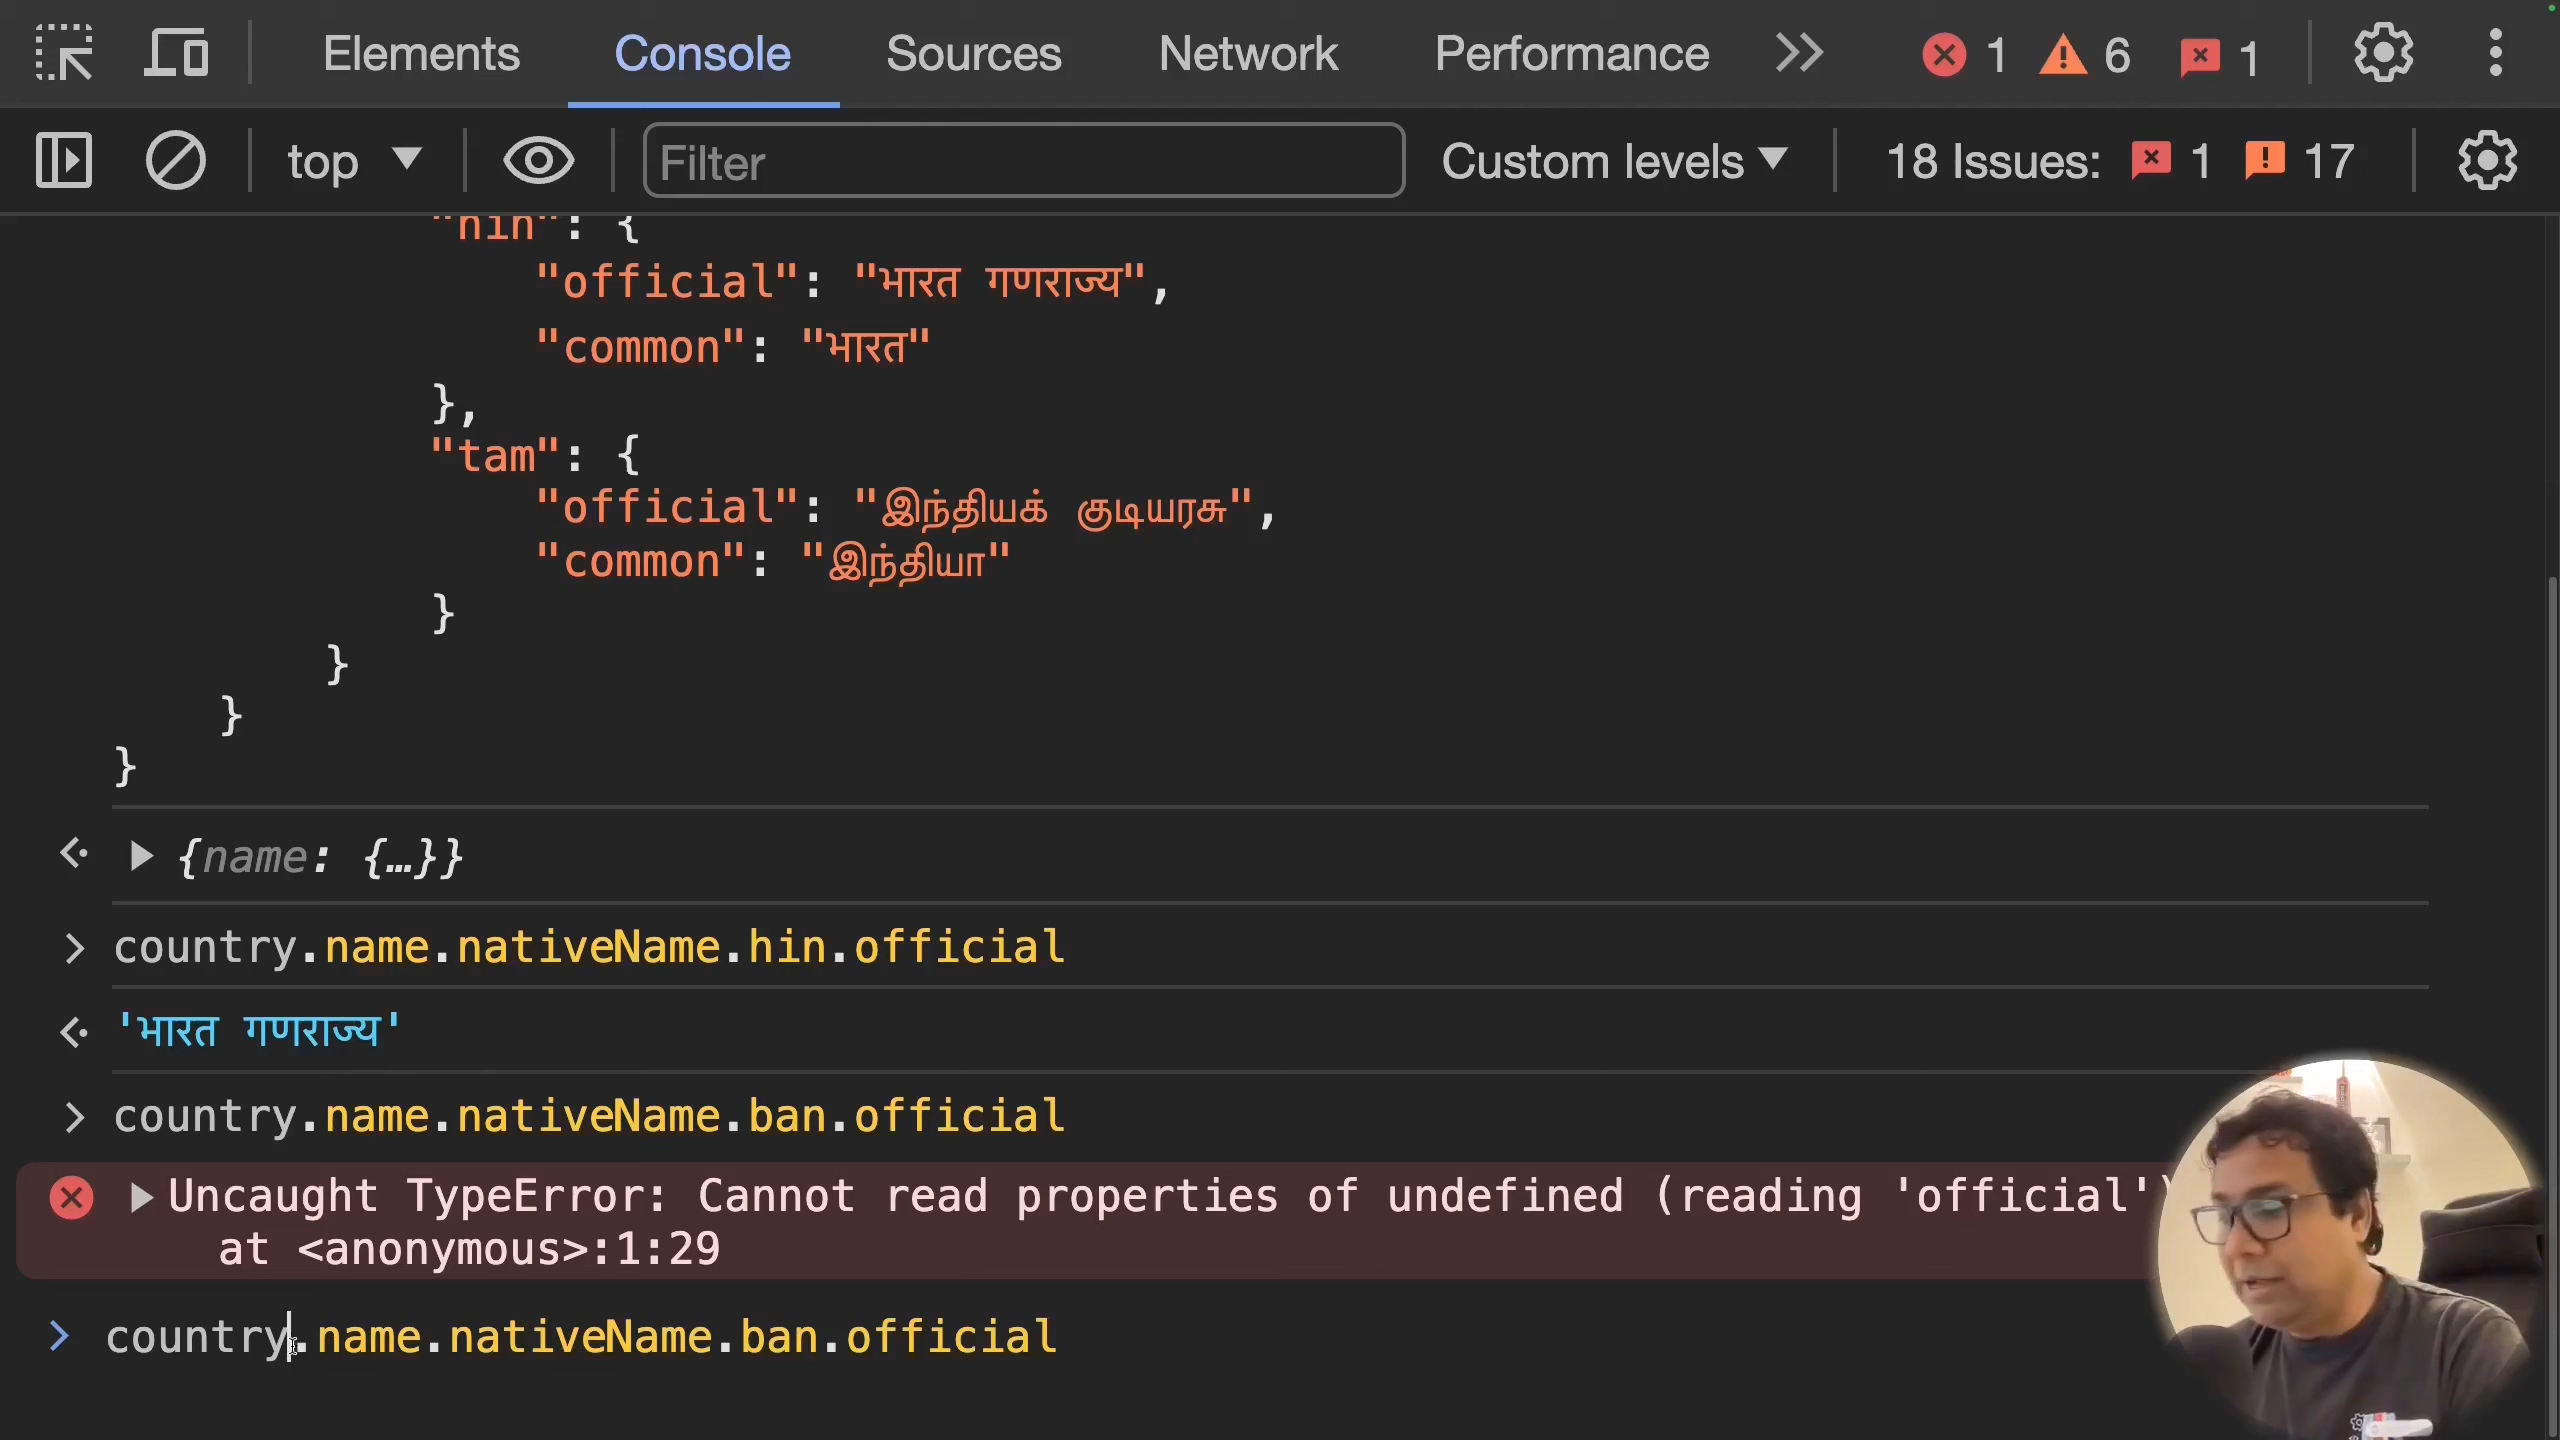 Elements Console Sources Network Performance 1 6 1
top Filter Custom levels 18 Issues: 1 17
"hin": {
"official": "भारत गणराज्य",
"common": "भारत"
},
"tam": {
"official": "இந்தியக் குடியரசு",
"common": "இந்தியா"
}
}
}
}
{name: {…}}
country.name.nativeName.hin.official
'भारत गणराज्य'
country.name.nativeName.ban.official
Uncaught TypeError: Cannot read properties of undefined (reading 'official')
at <anonymous>:1:29
country.name.nativeName.ban.official